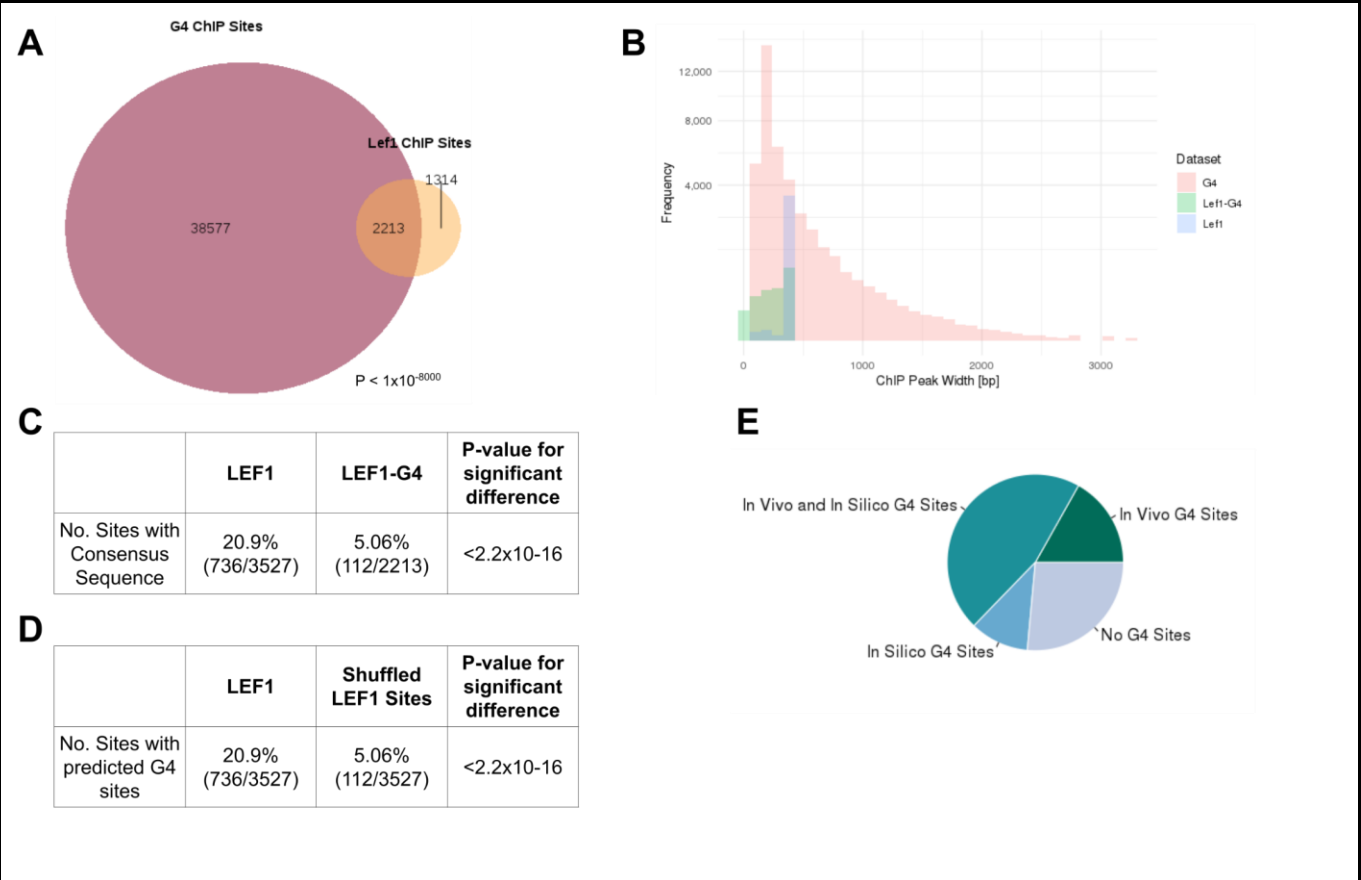 A
G4 ChIP Sites
Lef1 ChIP Sites
1314
38577
2213
P < 1x10-8000
B
12,000
8,000
4,000
Frequency
0
1000
2000
3000
ChIP Peak Width [bp]
Dataset
G4
Lef1-G4
Lef1
C
LEF1
LEF1-G4
P-value for
significant
difference
No. Sites with
Consensus
Sequence
20.9%
(736/3527)
5.06%
(112/2213)
<2.2x10-16
D
LEF1
Shuffled
LEF1 Sites
P-value for
significant
difference
No. Sites with
predicted G4
sites
20.9%
(736/3527)
5.06%
(112/3527)
<2.2x10-16
E
In Vivo and In Silico G4 Sites
In Vivo G4 Sites
In Silico G4 Sites
No G4 Sites